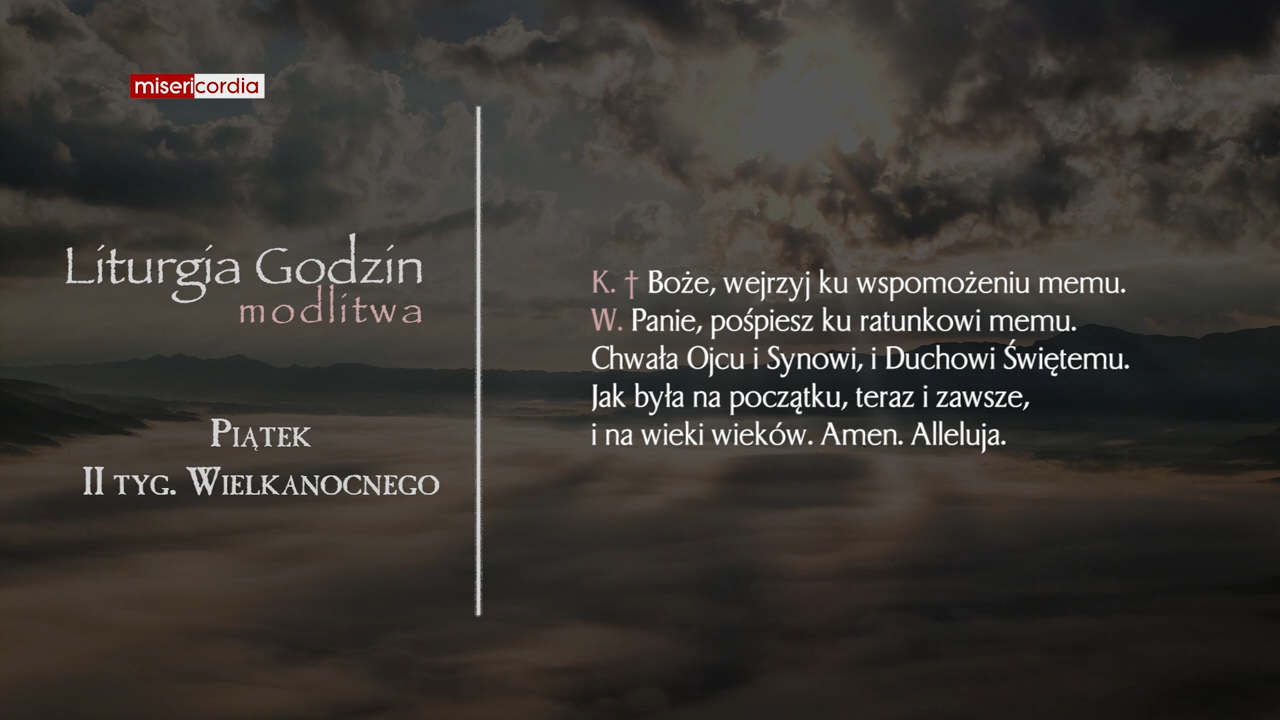 misericordia
Liturgia Godzin
modlitwa
Piątek
II tyg. Wielkanocnego
K. † Boże, wejrzyj ku wspomożeniu memu.
W. Panie, pośpiesz ku ratunkowi memu.
Chwała Ojcu i Synowi, i Duchowi Świętemu.
Jak była na początku, teraz i zawsze,
i na wieki wieków. Amen. Alleluja.